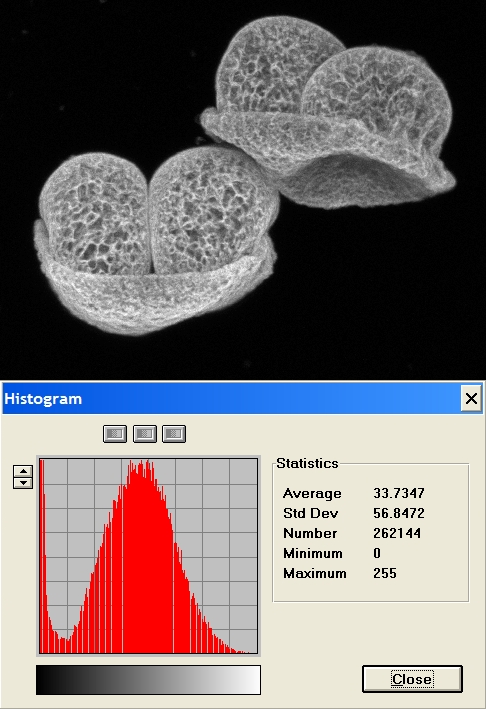 Histogram
Statistics
Average 33.7347
Std Dev 56.8472
Number 262144
Minimum 0
Maximum 255
Close